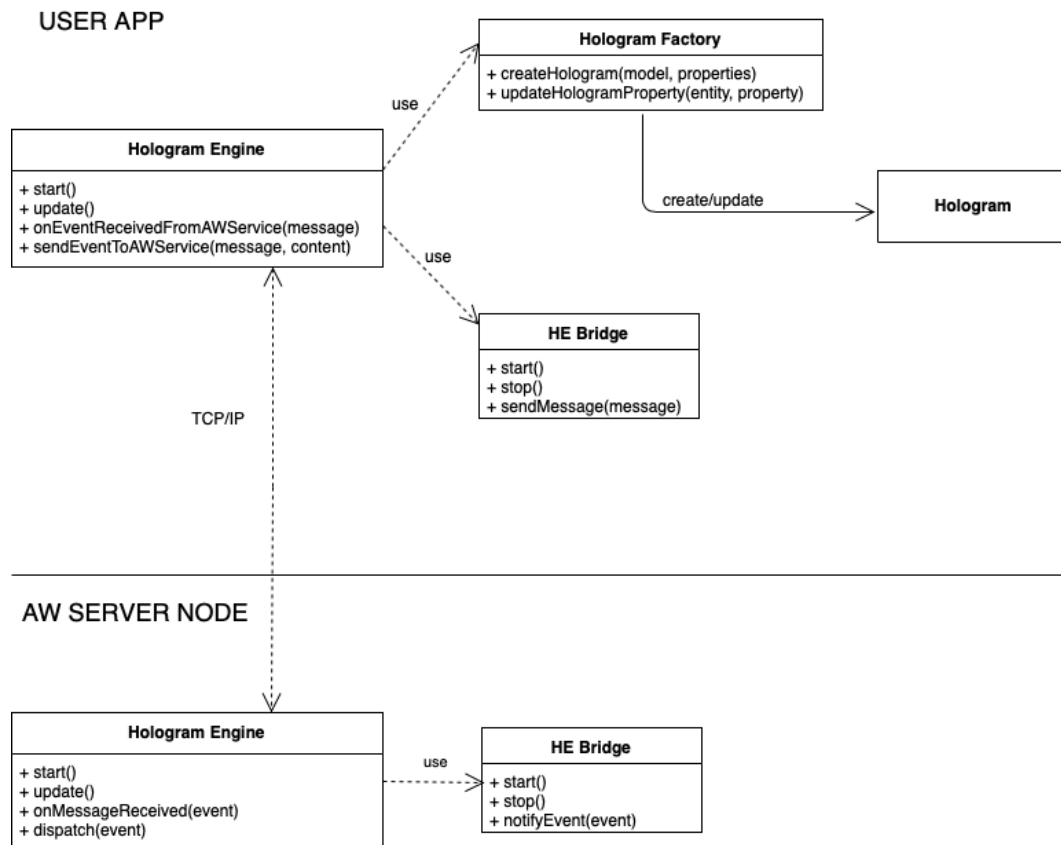 USER APP
Hologram Factory
+ createHologram(model, properties)
+ updateHologramProperty(entity, property)
use
Hologram Engine
+ start()
+ update()
+ onEventReceivedFromAWService(message)
+ sendEventToAWService(message, content)
create/update
Hologram
use
HE Bridge
+ start()
+ stop()
+ sendMessage(message)
TCP/IP
AW SERVER NODE
Hologram Engine
+ start()
+ update()
+ onMessageReceived(event)
+ dispatch(event)
use
HE Bridge
+ start()
+ stop()
+ notifyEvent(event)